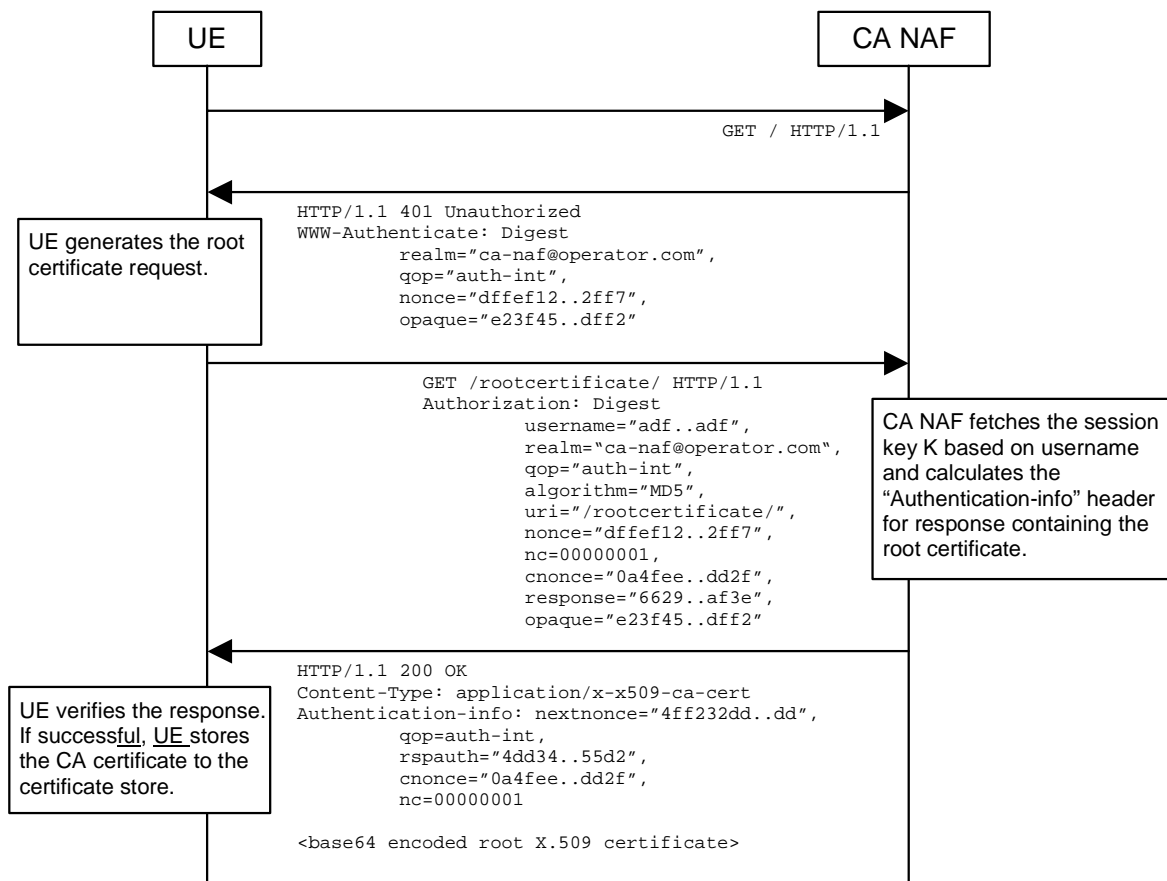 UE
CA NAF
GET / HTTP/1.1
HTTP/1.1 401 Unauthorized
WWW-Authenticate: Digest
realm="ca-naf@operator.com",
qop="auth-int",
nonce="dffef12..2ff7",
opaque="e23f45..dff2"
UE generates the root
certificate request.
GET /rootcertificate/ HTTP/1.1
Authorization: Digest
username="adf..adf",
realm="ca-naf@operator.com",
qop="auth-int",
algorithm="MD5",
uri="/rootcertificate/",
nonce="dffef12..2ff7",
nc=00000001,
cnonce="0a4fee..dd2f",
response="6629..af3e",
opaque="e23f45..dff2"
CA NAF fetches the session
key K based on username
and calculates the
“Authentication-info” header
for response containing the
root certificate.
HTTP/1.1 200 OK
Content-Type: application/x-x509-ca-cert
Authentication-info: nextnonce="4ff232dd..dd",
qop=auth-int,
rspauth="4dd34..55d2",
cnonce="0a4fee..dd2f",
nc=00000001
<base64 encoded root X.509 certificate>
UE verifies the response.
If successful, UE stores
the CA certificate to the
certificate store.